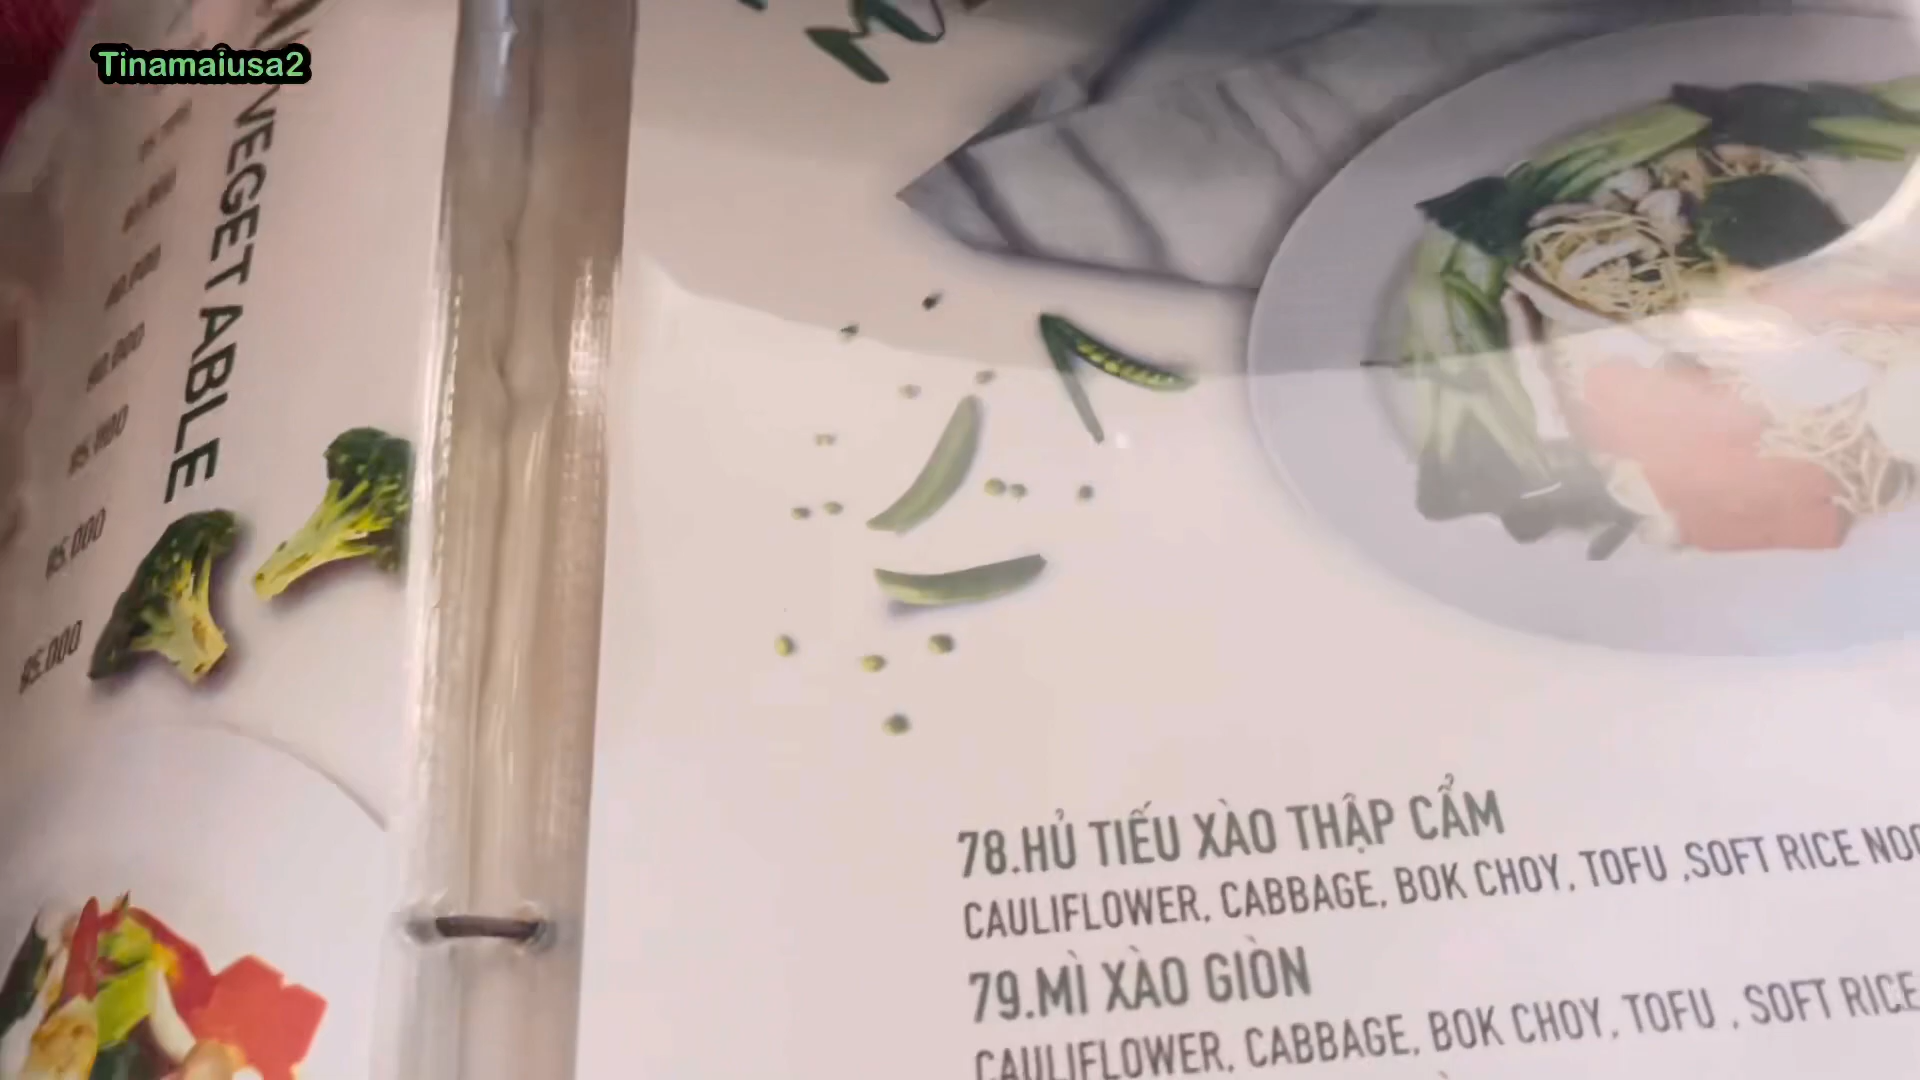 Tinamaiusa2
VEGETABLE
85.000
85.000
78.HỦ TIẾU XÀO THẬP CẨM
CAULIFLOWER, CABBAGE, BOK CHOY, TOFU ,SOFT RICE
79.MÌ XÀO GIÒN
CAULIFLOWER, CABBAGE, BOK CHOY, TOFU , SOFT RICE